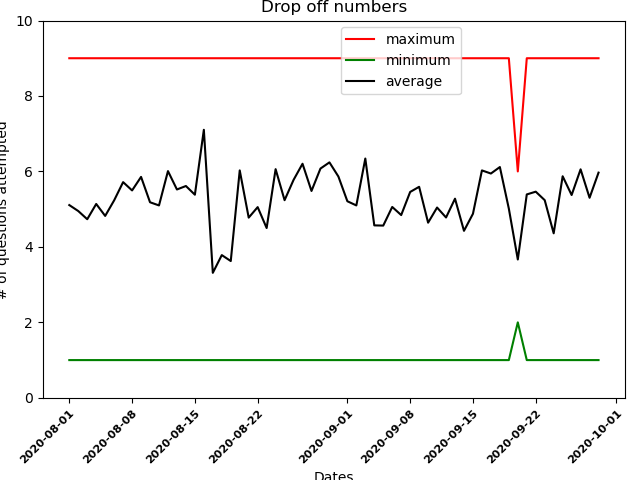 Drop off numbers
maximum
minimum
average
# of questions attempted
10
8
6
4
2
0
2020-08-01
2020-08-08
2020-08-15
2020-08-22
2020-09-01
2020-09-08
2020-09-15
2020-09-22
2020-10-01
Dates